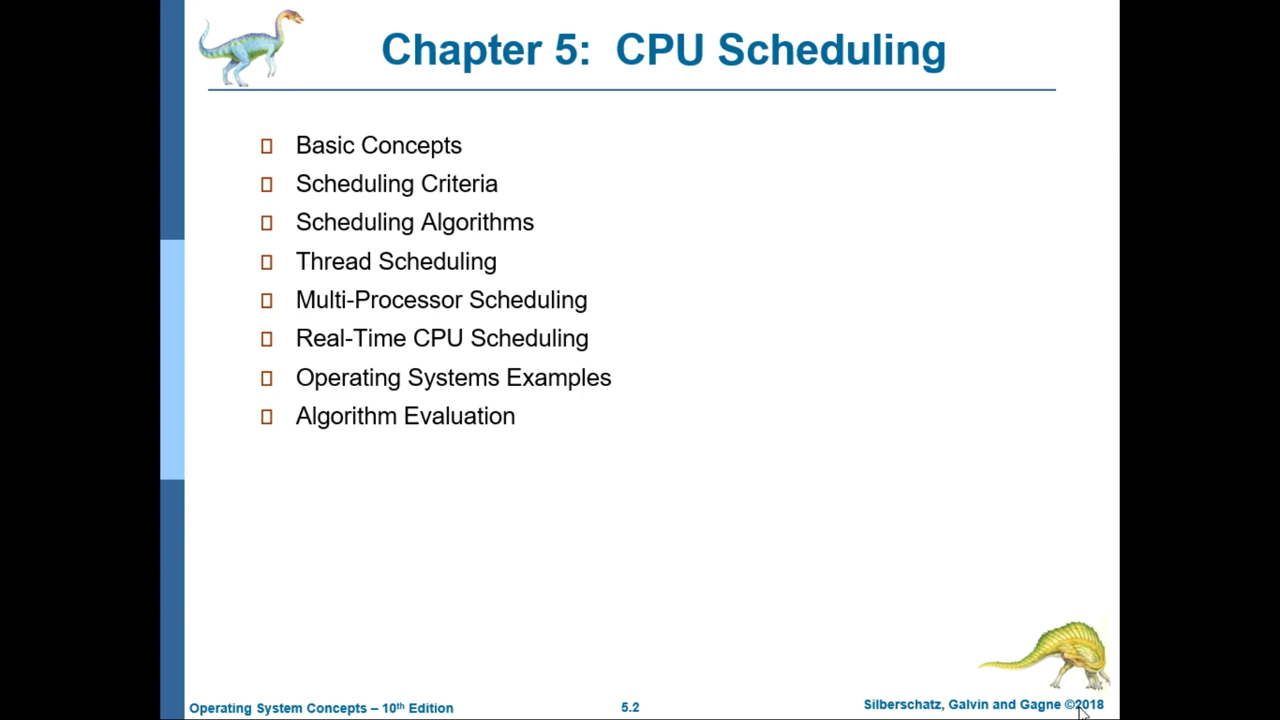 Chapter 5: CPU Scheduling
Basic Concepts
Scheduling Criteria
Scheduling Algorithms
Thread Scheduling
Multi-Processor Scheduling
Real-Time CPU Scheduling
Operating Systems Examples
Algorithm Evaluation
Operating System Concepts – 10th Edition
5.2
Silberschatz, Galvin and Gagne ©2018